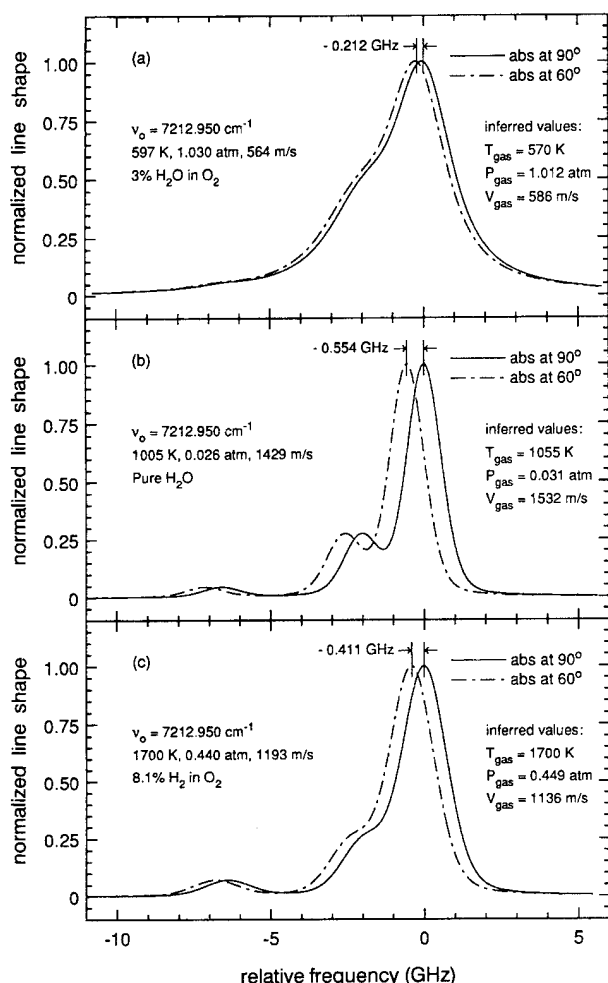 normalized line shape
1.00
0.75
0.50
0.25
0
(a)
- 0.212 GHz
abs at 90°
abs at 60°
ν₀ = 7212.950 cm⁻¹
597 K, 1.030 atm, 564 m/s
3% H₂O in O₂
inferred values:
T_gas = 570 K
P_gas = 1.012 atm
V_gas = 586 m/s
normalized line shape
1.00
0.75
0.50
0.25
0
(b)
- 0.554 GHz
abs at 90°
abs at 60°
ν₀ = 7212.950 cm⁻¹
1005 K, 0.026 atm, 1429 m/s
Pure H₂O
inferred values:
T_gas = 1055 K
P_gas = 0.031 atm
V_gas = 1532 m/s
normalized line shape
1.00
0.75
0.50
0.25
0
(c)
- 0.411 GHz
abs at 90°
abs at 60°
ν₀ = 7212.950 cm⁻¹
1700 K, 0.440 atm, 1193 m/s
8.1% H₂ in O₂
inferred values:
T_gas = 1700 K
P_gas = 0.449 atm
V_gas = 1136 m/s
-10
-5
0
5
relative frequency (GHz)